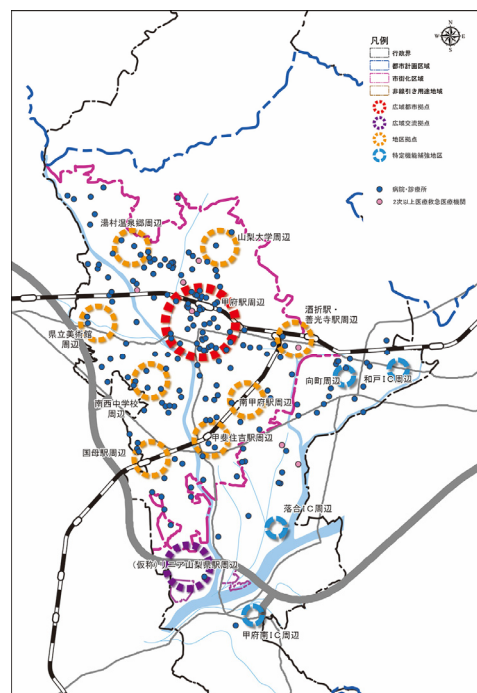 N
W
E
S
凡例
行政界
都市計画区域
市街化区域
非線引き用途地域
広域都市拠点
広域交流拠点
地区拠点
特定機能補強地区
病院・診療所
2次以上医療救急医療機関
湯村温泉郷周辺
山梨大学周辺
甲府駅周辺
酒折駅・
善光寺駅周辺
県立美術館
周辺
向町周辺
和戸IC周辺
南西中学校
周辺
南甲府駅周辺
甲斐住吉駅周辺
国母駅周辺
落合IC周辺
(仮称)リニア山梨県駅周辺
甲府南IC周辺